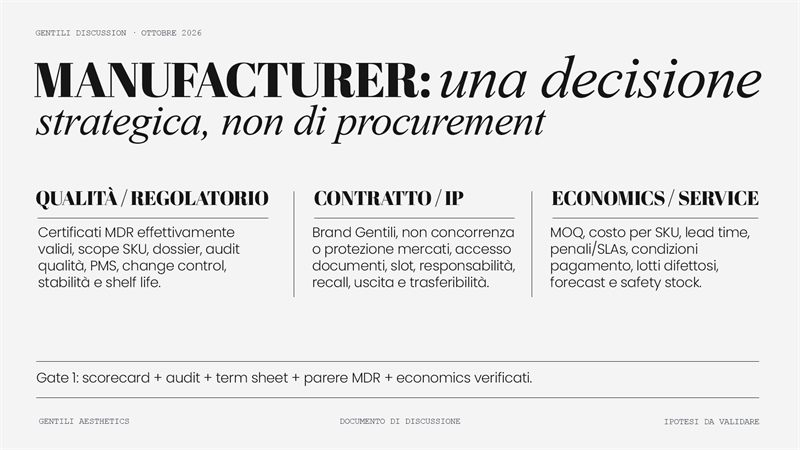 GENTILI DISCUSSION · OTTOBRE 2026
MANUFACTURER: una decisione
strategica, non di procurement
QUALITÀ / REGOLATORIO
Certificati MDR effettivamente
validi, scope SKU, dossier, audit
qualità, PMS, change control,
stabilità e shelf life.
CONTRATTO / IP
Brand Gentili, non concorrenza
o protezione mercati, accesso
documenti, slot, responsabilità,
recall, uscita e trasferibilità.
ECONOMICS / SERVICE
MOQ, costo per SKU, lead time,
penali/SLAs, condizioni
pagamento, lotti difettosi,
forecast e safety stock.
Gate 1: scorecard + audit + term sheet + parere MDR + economics verificati.
GENTILI AESTHETICS
DOCUMENTO DI DISCUSSIONE
IPOTESI DA VALIDARE